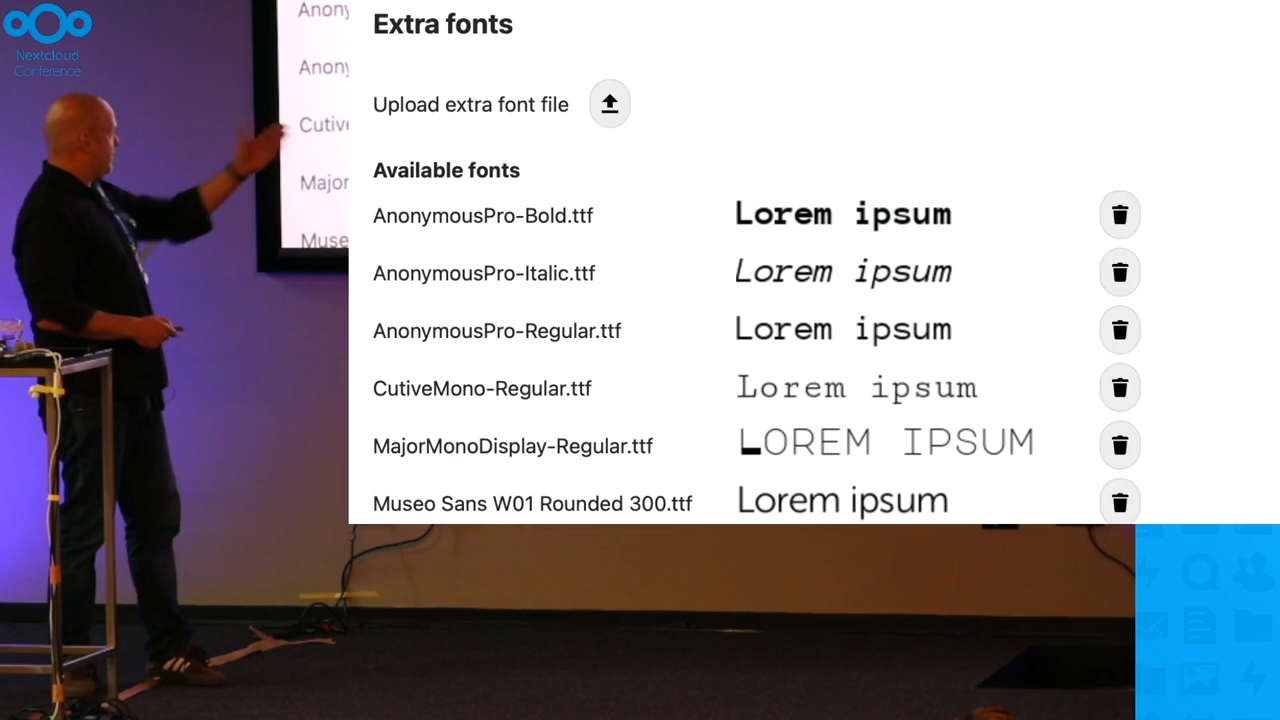 Nextcloud
Conference
Anony
Anony
Cutive
Major
Muse
Extra fonts
Upload extra font file
Available fonts
AnonymousPro-Bold.ttf Lorem ipsum
AnonymousPro-Italic.ttf Lorem ipsum
AnonymousPro-Regular.ttf Lorem ipsum
CutiveMono-Regular.ttf Lorem ipsum
MajorMonoDisplay-Regular.ttf LOREM IPSUM
Museo Sans W01 Rounded 300.ttf Lorem ipsum